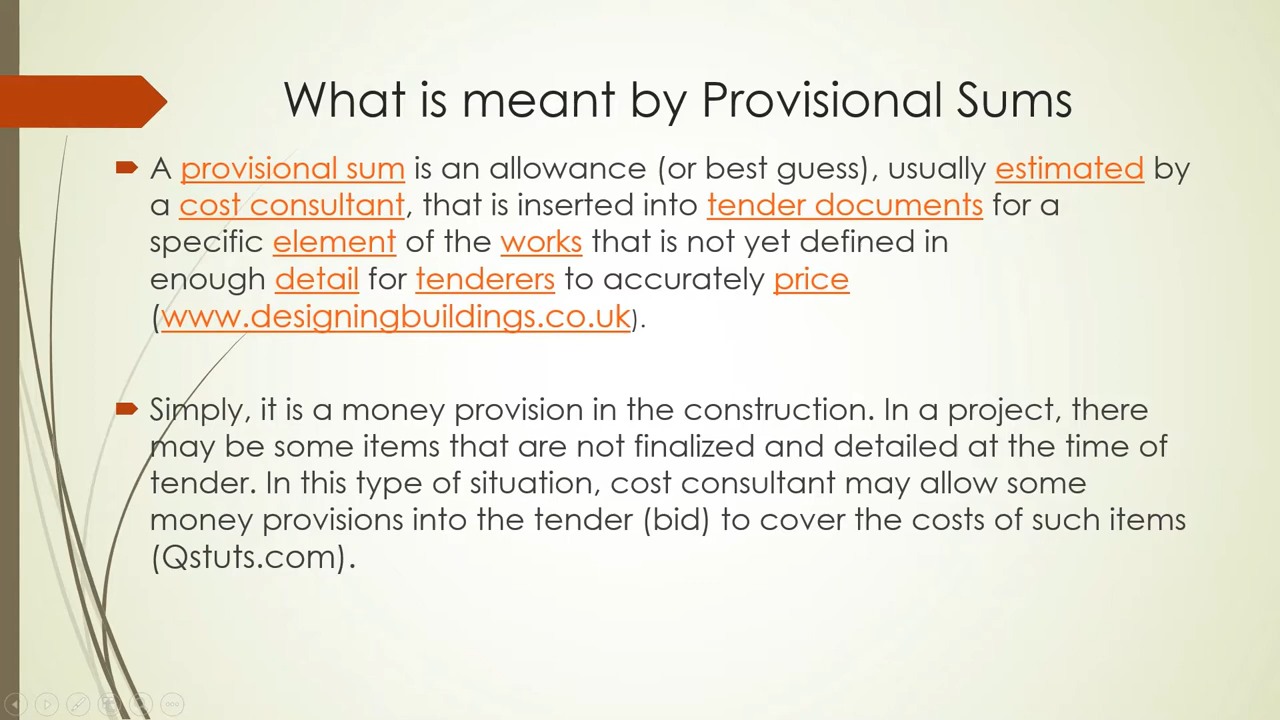 What is meant by Provisional Sums
A provisional sum is an allowance (or best guess), usually estimated by
a cost consultant, that is inserted into tender documents for a
specific element of the works that is not yet defined in
enough detail for tenderers to accurately price
(www.designingbuildings.co.uk).
Simply, it is a money provision in the construction. In a project, there
may be some items that are not finalized and detailed at the time of
tender. In this type of situation, cost consultant may allow some
money provisions into the tender (bid) to cover the costs of such items
(Qstuts.com).